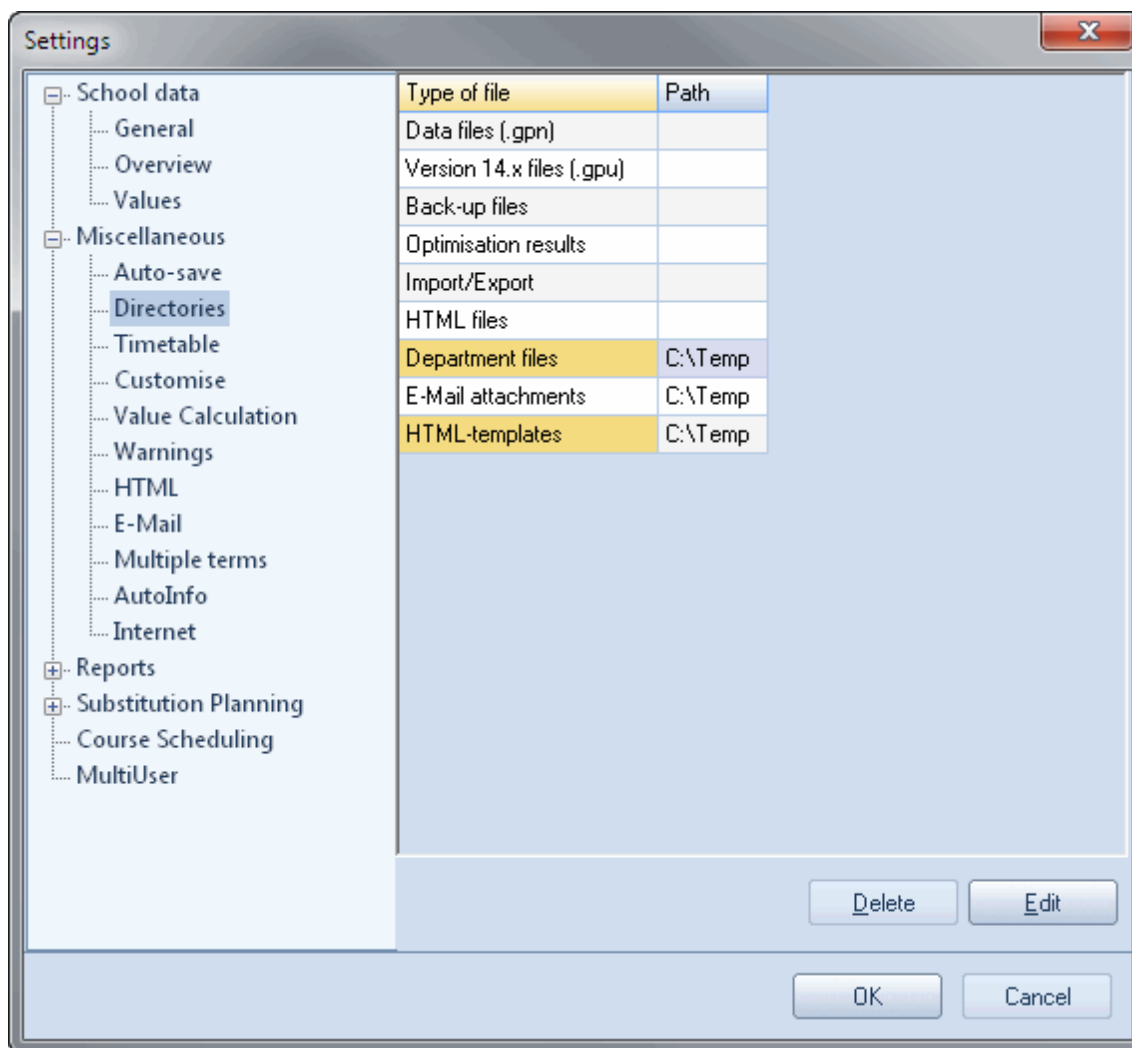 Settings
School data
General
Overview
Values
Miscellaneous
Auto-save
Directories
Timetable
Customise
Value Calculation
Warnings
HTML
E-Mail
Multiple terms
AutoInfo
Internet
Reports
Substitution Planning
Course Scheduling
MultiUser
Type of file Path
Data files (.gpn)
Version 14.x files (.gpu)
Back-up files
Optimisation results
Import/Export
HTML files
Department files C:\Temp
E-Mail attachments C:\Temp
HTML-templates C:\Temp
Delete Edit
OK Cancel